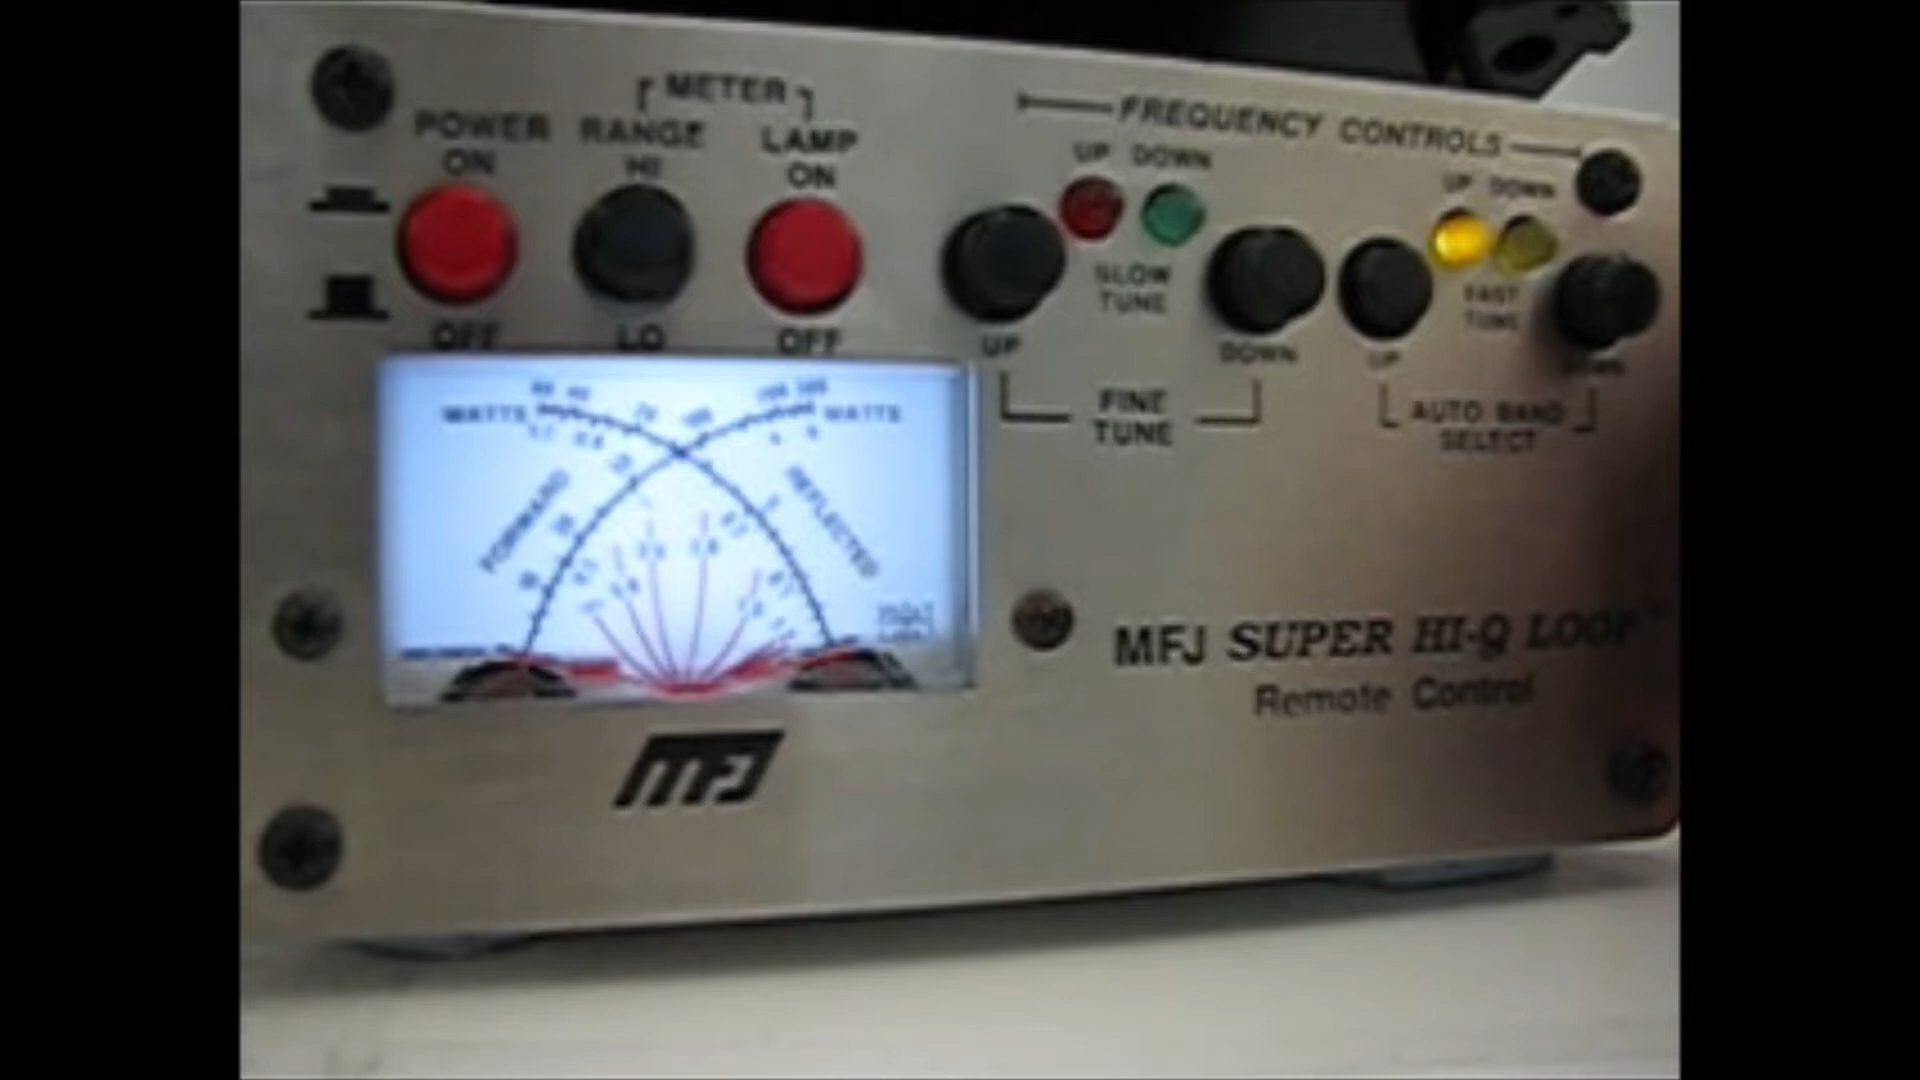 METER
POWER
RANGE
LAMP
ON
HI
ON
OFF
LO
OFF
FREQUENCY CONTROLS
UP DOWN
SLOW
TUNE
UP
DOWN
FINE
TUNE
UP DOWN
FAST
TUNE
UP
DOWN
AUTO BAND
SELECT
WATTS
WATTS
FORWARD
REFLECTED
MFJ
MFJ SUPER HI-Q LOOP
Remote Control